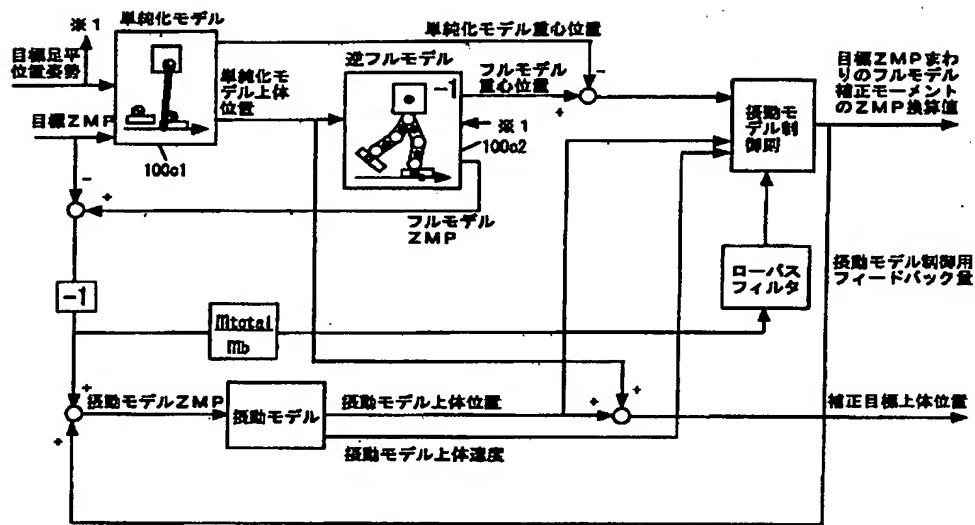 ※1
単純化モデル
単純化モデル重心位置
目標足平
位置姿勢
単純化モ
デル上体
位置
逆フルモデル
-1
フルモデル
重心位置
-
+
目標ZMPまわ
りのフルモデル
補正モーメント
のZMP換算値
摂動モ
デル制
御則
目標ZMP
※1
100c1
100c2
-
+
フルモデル
ZMP
-1
ローパス
フィルタ
摂動モデル制御用
フィードバック量
Mtotal
Mb
+
摂動モデルZMP
摂動モデル
摂動モデル上体位置
+
+
補正目標上体位置
+
摂動モデル上体速度